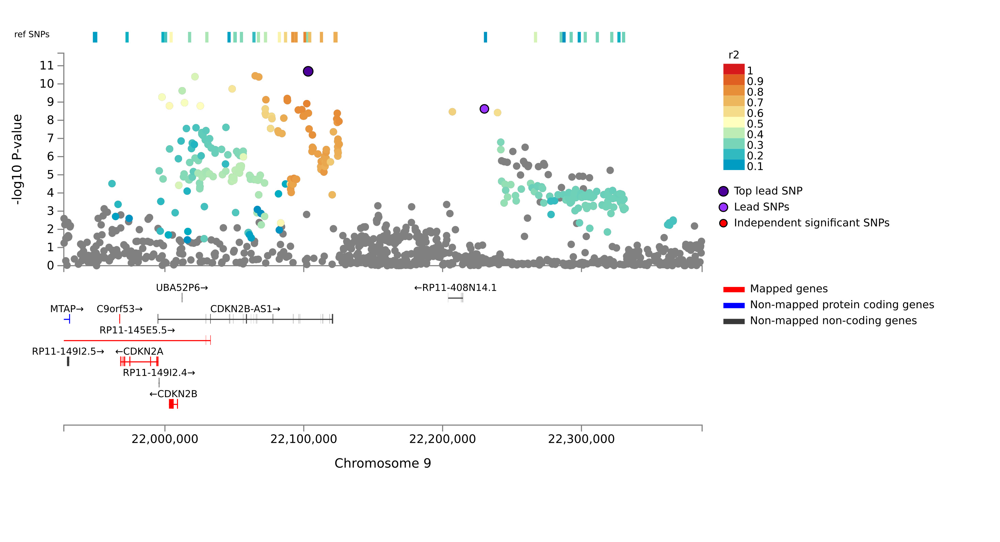 ref SNPs
r2
1
0.9
0.8
0.7
0.6
0.5
0.4
0.3
0.2
0.1
11
10
9
8
7
6
5
4
3
2
1
0
-log10 P-value
Top lead SNP
Lead SNPs
Independent significant SNPs
Mapped genes
Non-mapped protein coding genes
Non-mapped non-coding genes
UBA52P6→
←RP11-408N14.1
MTAP→ C9orf53→ CDKN2B-AS1→
RP11-145E5.5→
RP11-149I2.5→ ←CDKN2A
RP11-149I2.4→
←CDKN2B
22,000,000 22,100,000 22,200,000 22,300,000
Chromosome 9